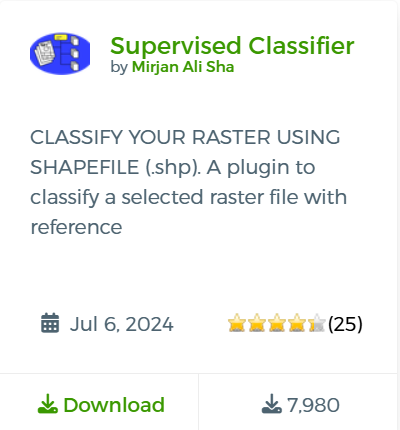 Supervised Classifier
by Mirjan Ali Sha
CLASSIFY YOUR RASTER USING
SHAPEFILE (.shp). A plugin to
classify a selected raster file with
reference
Jul 6, 2024
(25)
Download
7,980